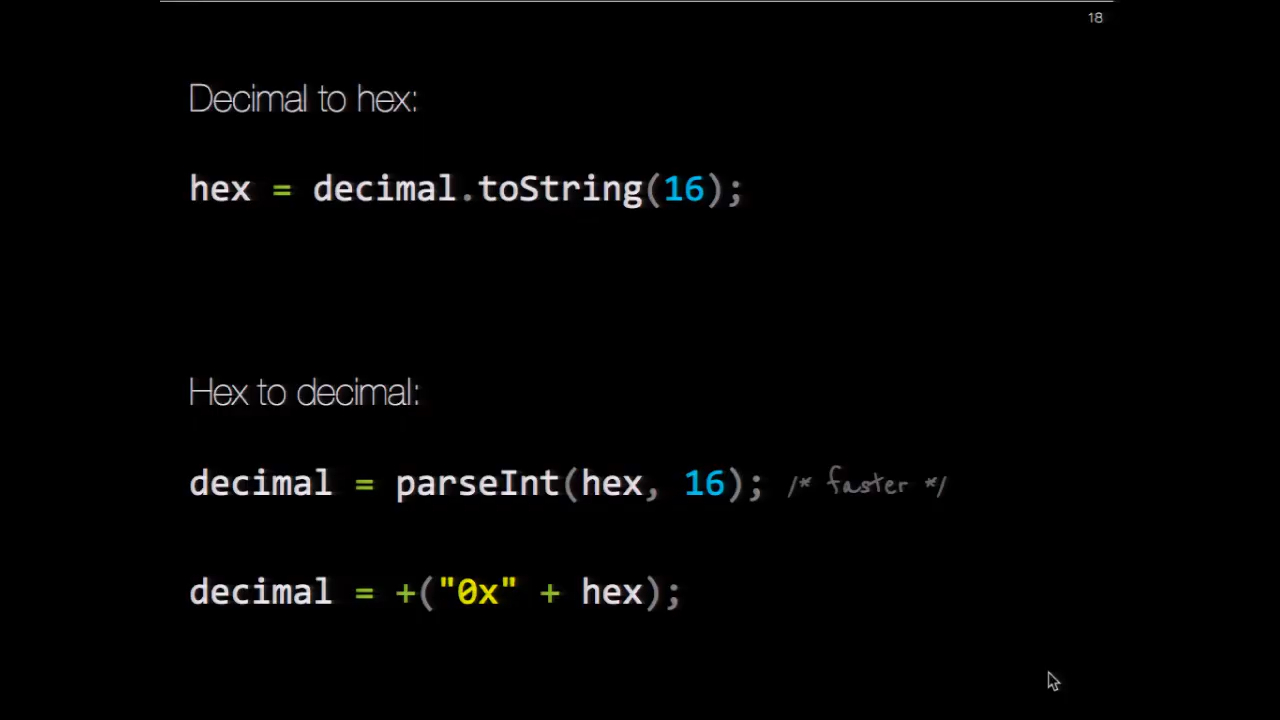 18
Decimal to hex:
hex = decimal.toString(16);
Hex to decimal:
decimal = parseInt(hex, 16); /* faster */
decimal = +("0x" + hex);